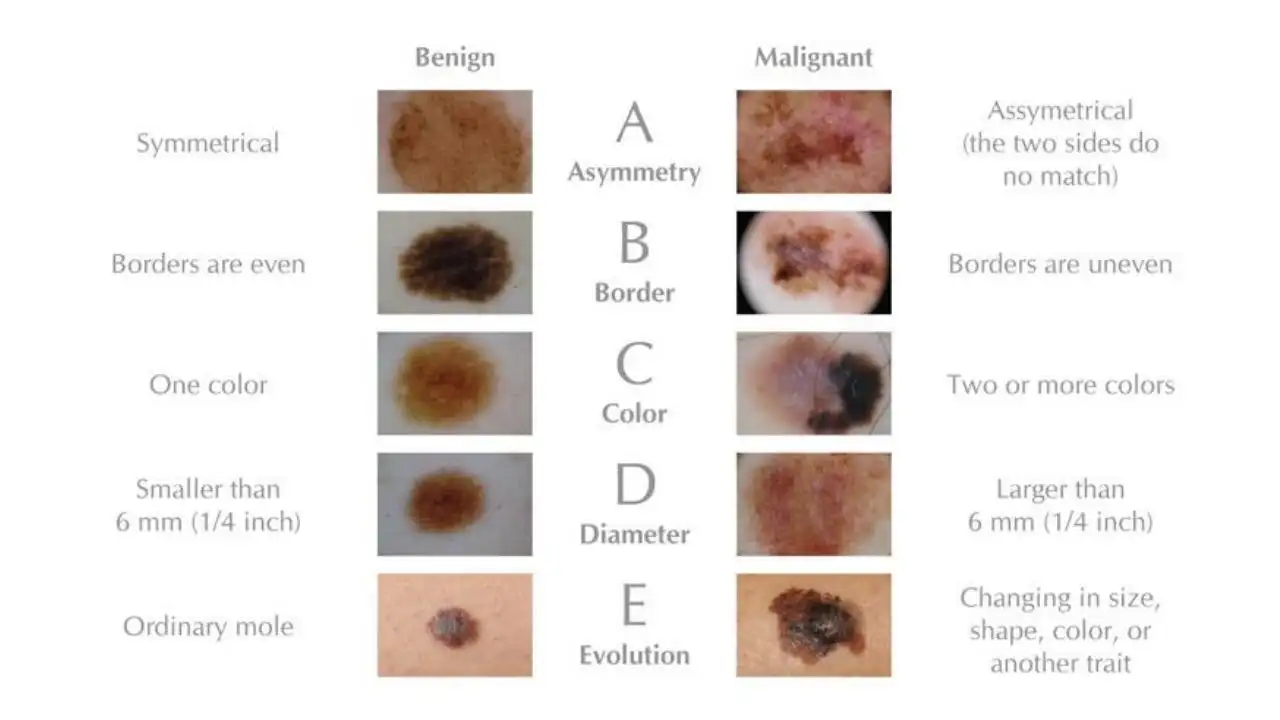 Benign
Malignant
Symmetrical
A
Asymmetry
Assymetrical
(the two sides do
no match)
Borders are even
B
Border
Borders are uneven
One color
C
Color
Two or more colors
Smaller than
6 mm (1/4 inch)
D
Diameter
Larger than
6 mm (1/4 inch)
Ordinary mole
E
Evolution
Changing in size,
shape, color, or
another trait